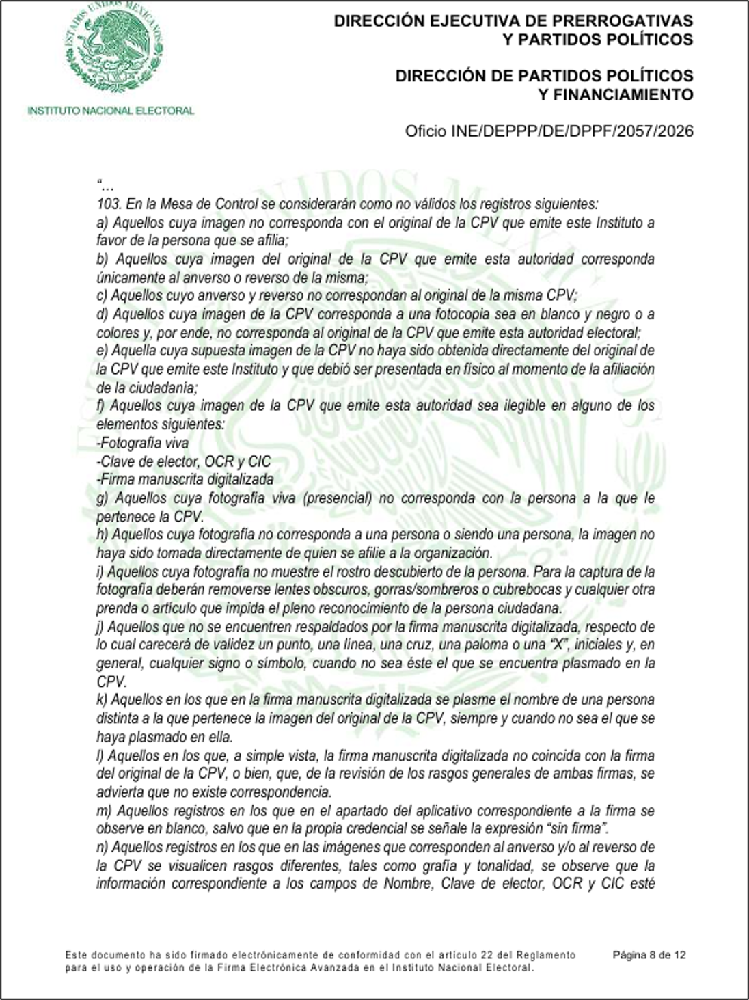 ESTADOS UNIDOS MEXICANOS
DIRECCIÓN EJECUTIVA DE PRERROGATIVAS
Y PARTIDOS POLÍTICOS
DIRECCIÓN DE PARTIDOS POLÍTICOS
Y FINANCIAMIENTO
INSTITUTO NACIONAL ELECTORAL
Oficio INE/DEPPP/DE/DPPF/2057/2026
ESTADOS UNIDOS MEXICANOS
“…
103. En la Mesa de Control se considerarán como no válidos los registros siguientes:
a) Aquellos cuya imagen no corresponda con el original de la CPV que emite este Instituto a
favor de la persona que se afilia;
b) Aquellos cuya imagen del original de la CPV que emite esta autoridad corresponda
únicamente al anverso o reverso de la misma;
c) Aquellos cuyo anverso y reverso no correspondan al original de la misma CPV;
d) Aquellos cuya imagen de la CPV corresponda a una fotocopia sea en blanco y negro o a
colores y, por ende, no corresponda al original de la CPV que emite esta autoridad electoral;
e) Aquella cuya supuesta imagen de la CPV no haya sido obtenida directamente del original de
la CPV que emite este Instituto y que debió ser presentada en físico al momento de la afiliación
de la ciudadanía;
f) Aquellos cuya imagen de la CPV que emite esta autoridad sea ilegible en alguno de los
elementos siguientes:
-Fotografía viva
-Clave de elector, OCR y CIC
-Firma manuscrita digitalizada
g) Aquellos cuya fotografía viva (presencial) no corresponda con la persona a la que le
pertenece la CPV.
h) Aquellos cuya fotografía no corresponda a una persona o siendo una persona, la imagen no
haya sido tomada directamente de quien se afilie a la organización.
i) Aquellos cuya fotografía no muestre el rostro descubierto de la persona. Para la captura de la
fotografía deberán removerse lentes obscuros, gorras/sombreros o cubrebocas y cualquier otra
prenda o artículo que impida el pleno reconocimiento de la persona ciudadana.
j) Aquellos que no se encuentren respaldados por la firma manuscrita digitalizada, respecto de
lo cual carecerá de validez un punto, una línea, una cruz, una paloma o una “X”, iniciales y, en
general, cualquier signo o símbolo, cuando no sea éste el que se encuentra plasmado en la
CPV.
k) Aquellos en los que en la firma manuscrita digitalizada se plasme el nombre de una persona
distinta a la que pertenece la imagen del original de la CPV, siempre y cuando no sea el que se
haya plasmado en ella.
l) Aquellos en los que, a simple vista, la firma manuscrita digitalizada no coincida con la firma
del original de la CPV, o bien, que, de la revisión de los rasgos generales de ambas firmas, se
advierta que no existe correspondencia.
m) Aquellos registros en los que en el apartado del aplicativo correspondiente a la firma se
observe en blanco, salvo que en la propia credencial se señale la expresión “sin firma”.
n) Aquellos registros en los que en las imágenes que corresponden al anverso y/o al reverso de
la CPV se visualicen rasgos diferentes, tales como grafía y tonalidad, se observe que la
información correspondiente a los campos de Nombre, Clave de elector, OCR y CIC esté
Este documento ha sido firmado electrónicamente de conformidad con el artículo 22 del Reglamento
para el uso y operación de la Firma Electrónica Avanzada en el Instituto Nacional Electoral.
Página 8 de 12